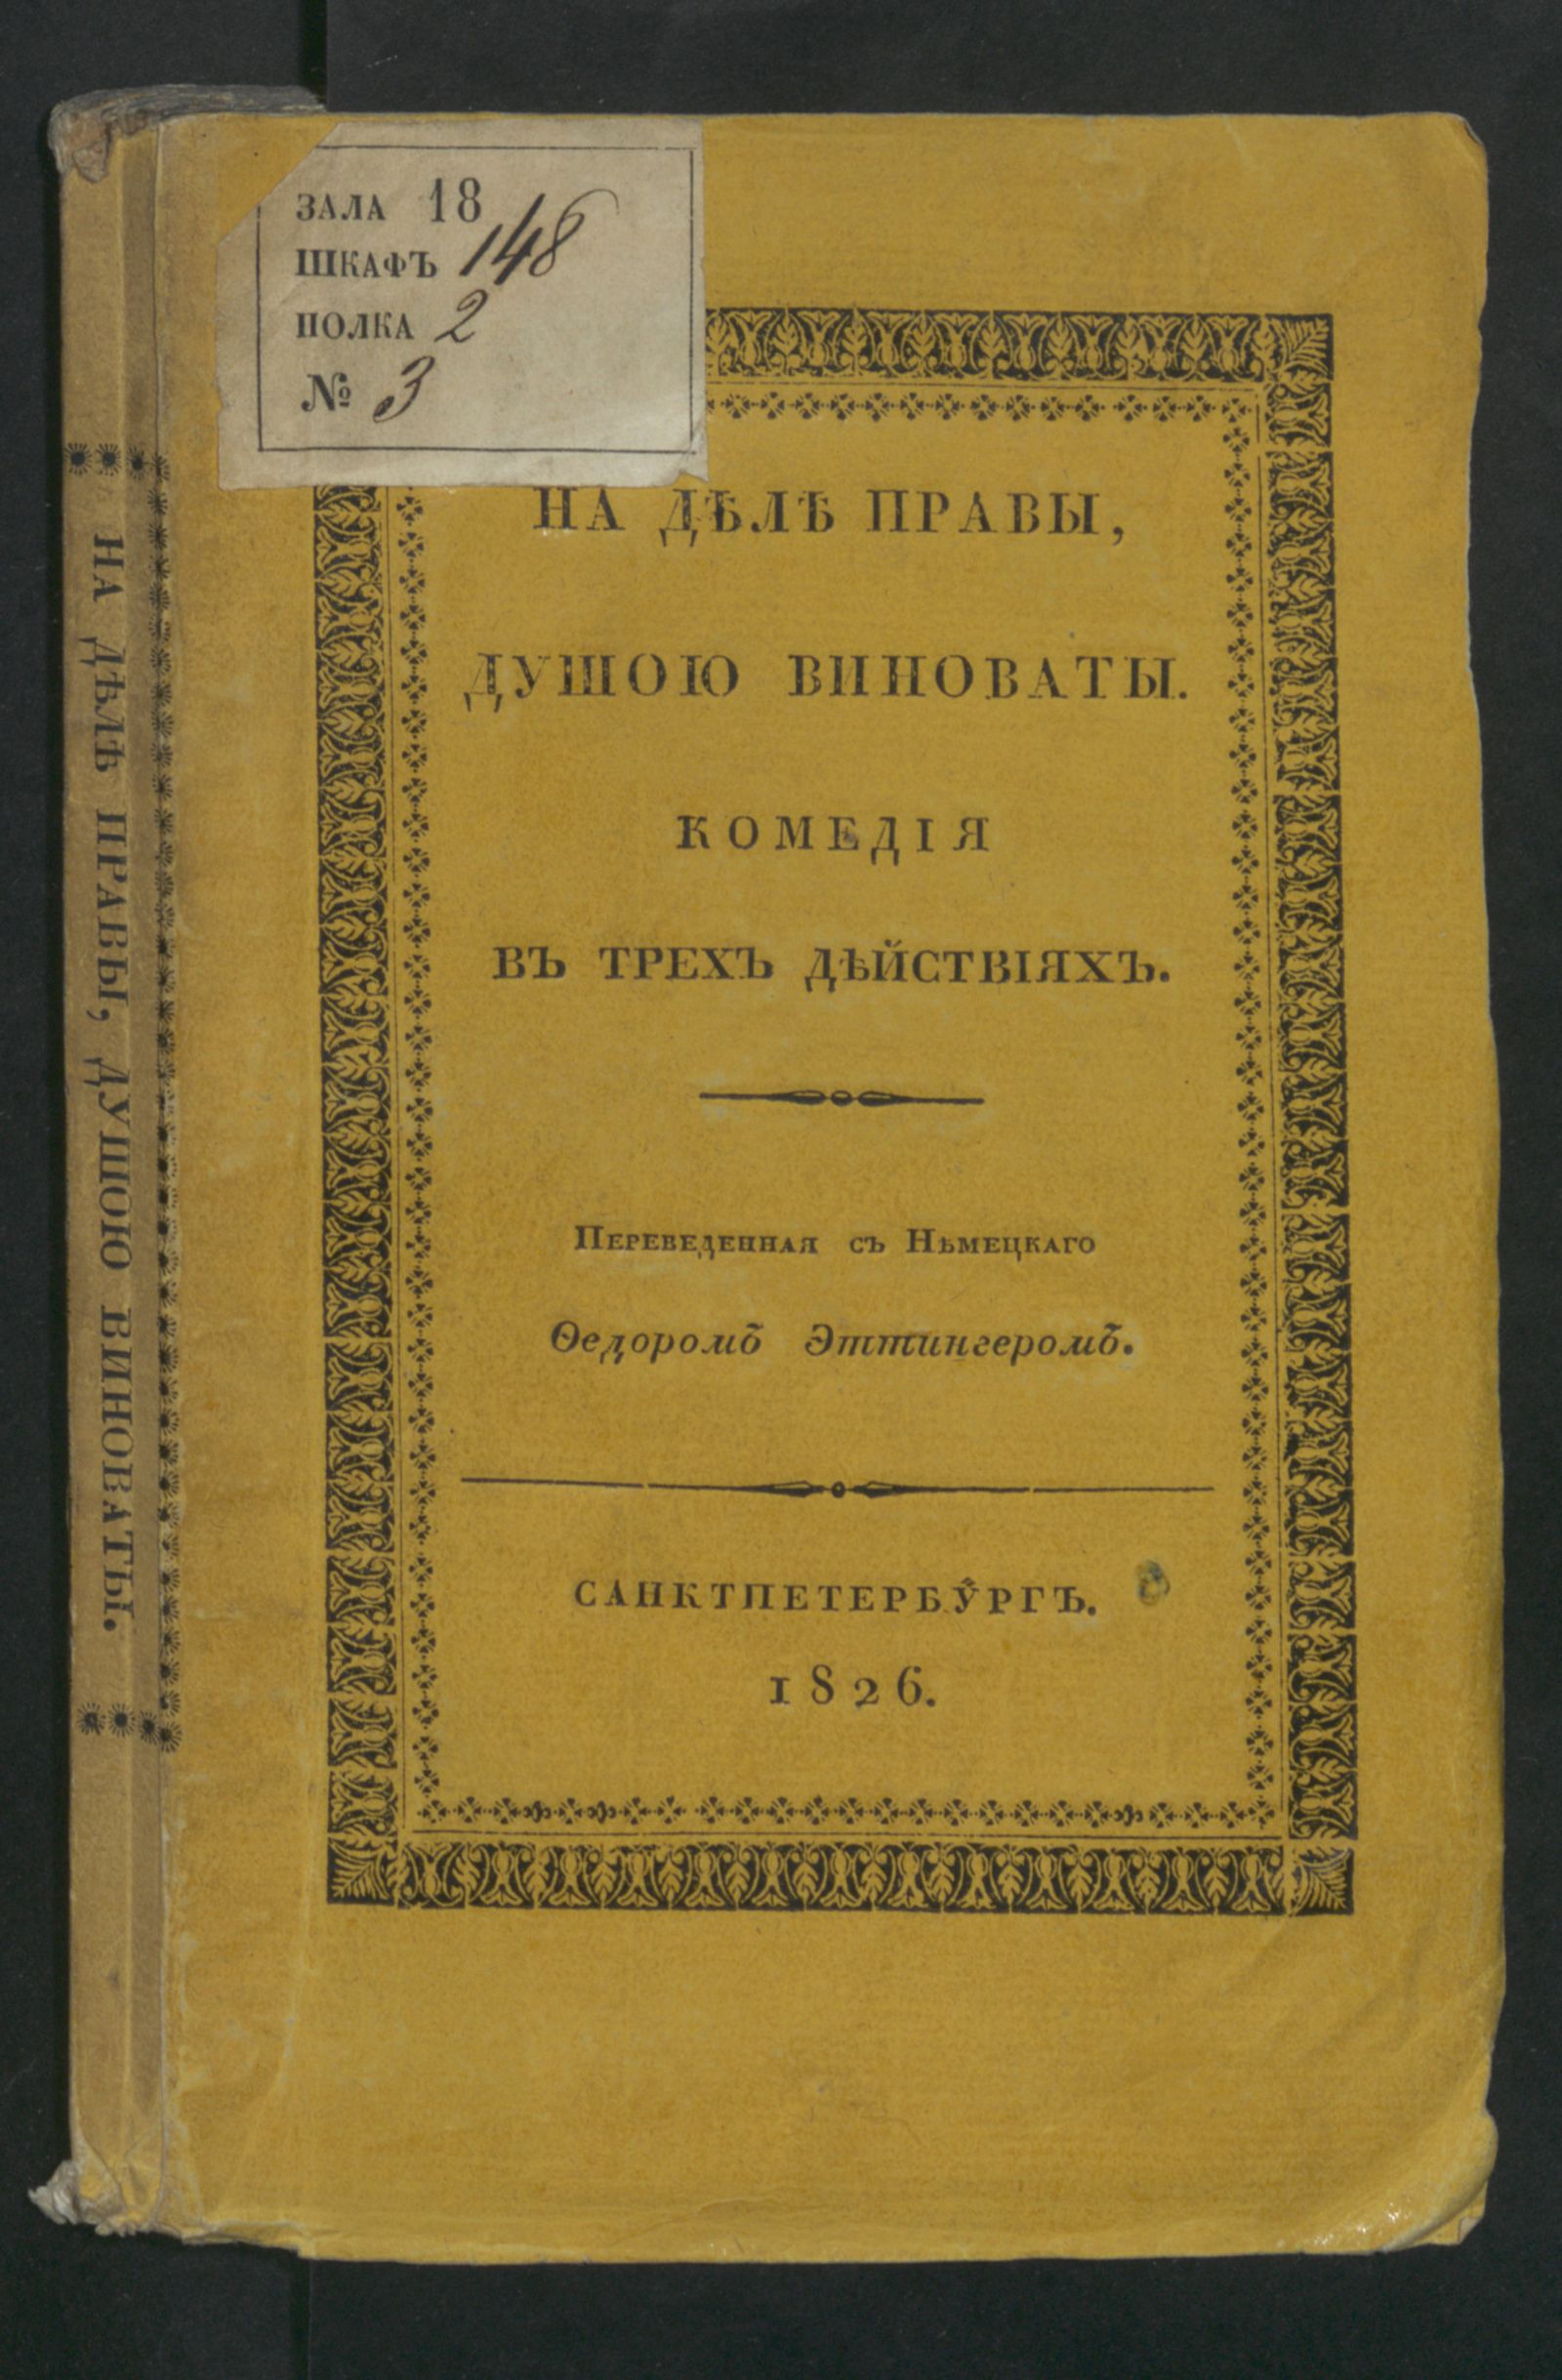 ЗАЛА 18
ШКАФЪ 148
ПОЛКА 2
№ 3
НА ДѢЛѢ ПРАВЫ,
ДУШОЮ ВИНОВАТЫ.
КОМЕДІЯ
ВЪ ТРЕХЪ ДѢЙСТВІЯХЪ.
Переведенная съ Нѣмецкаго
Ѳедоромъ Эттингеромъ.
САНКТПЕТЕРБУРГЪ.
1826.
НА ДѢЛѢ ПРАВЫ, ДУШОЮ ВИНОВАТЫ.